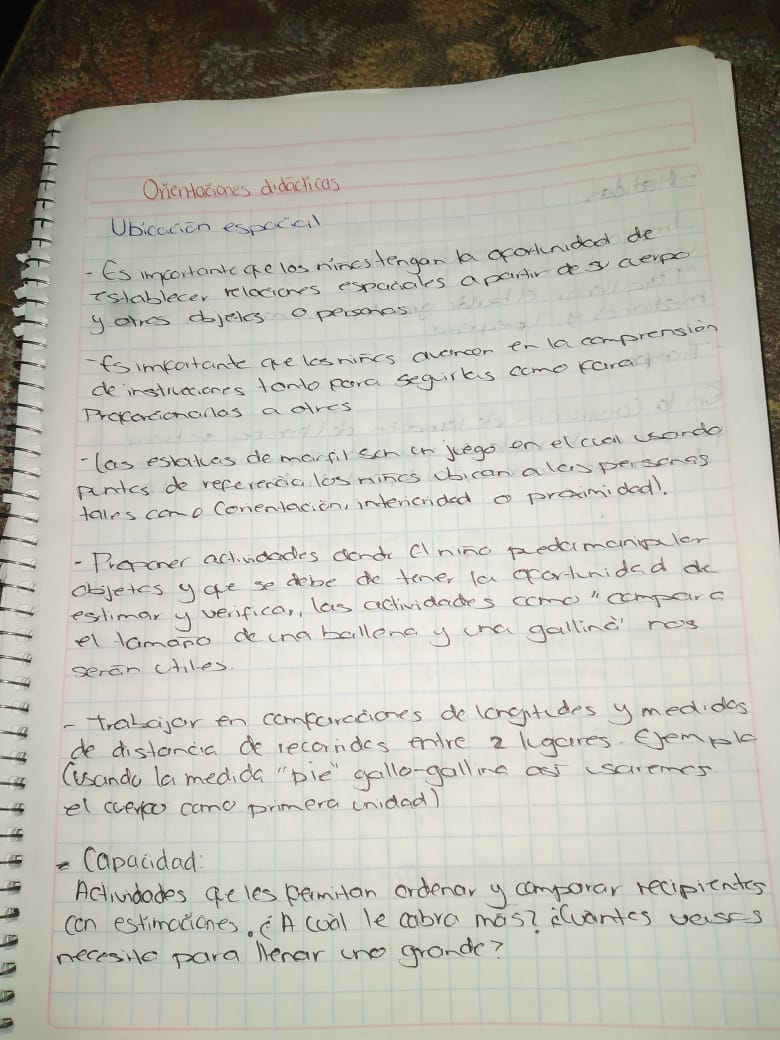 Orientaciones didácticas
Ubicación espacial
- Es importante que los niños tengan la oportunidad de
establecer relaciones espaciales a partir de su cuerpo
y otros objetos o personas.
- Es importante que los niños avancen en la comprensión
de instrucciones tanto para seguirlas como para
Proporcionarlas a otros.
- Las estatuas de marfil son un juego en el cual usando
puntos de referencia los niños ubican a las personas
tales como (orientación, interioridad o proximidad).
- Proponer actividades donde el niño pueda manipular
objetos y que se debe de tener la oportunidad de
estimar y verificar, las actividades como "compara
el tamaño de una ballena y una gallina" nos
serán utiles.
- trabajar en comparaciones de longitudes y medidas
de distancia de recorridos entre 2 lugares. Ejemplo
(usando la medida "pie" gallo-gallina así usaremos
el cuerpo como primera unidad)
- Capacidad:
Actividades que les permitan ordenar y comparar recipientes
con estimaciones. ¿A cuál le cabra más? ¿Cuantos veises
necesito para llenar uno grande?